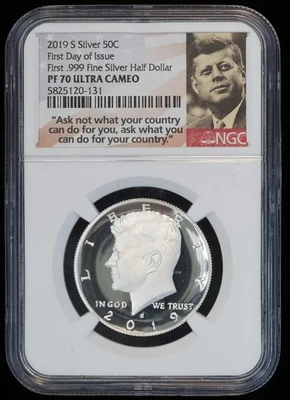 2019 S Silver 50C
First Day of Issue
First .999 Fine Silver Half Dollar
PF 70 ULTRA CAMEO
5825120-131
NGC
"Ask not what your country
can do for you, ask what you
can do for your country."
LIBERTY
IN GOD WE TRUST
S
2019